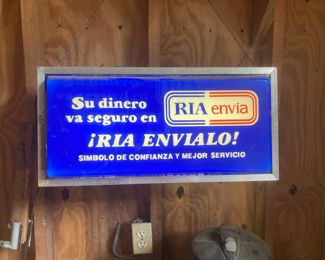 Su dinero
va seguro en
RIA envia
¡RIA ENVIALO!
SIMBOLO DE CONFIANZA Y MEJOR SERVICIO